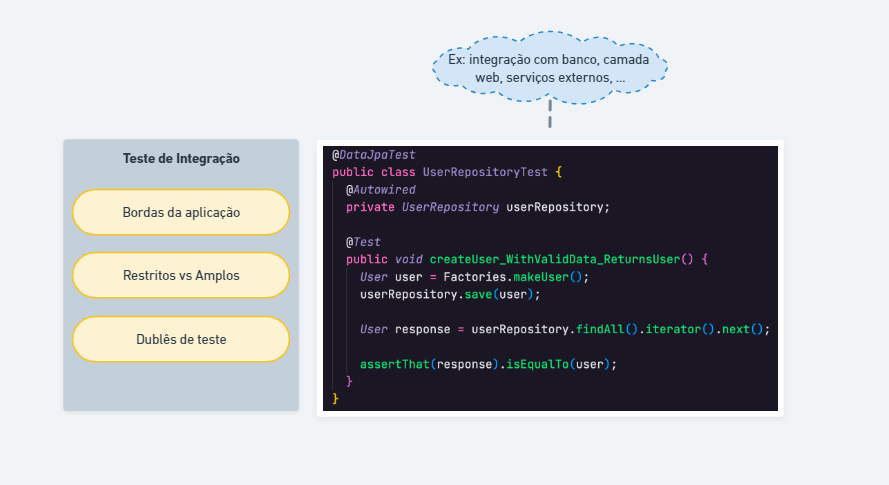 Ex: integração com banco, camada
web, serviços externos, ...
Teste de Integração
Bordas da aplicação
Restritos vs Amplos
Dublês de teste
@DataJpaTest
public class UserRepositoryTest {
  @Autowired
  private UserRepository userRepository;

  @Test
  public void createUser_WithValidData_ReturnsUser() {
    User user = Factories.makeUser();
    userRepository.save(user);

    User response = userRepository.findAll().iterator().next();

    assertThat(response).isEqualTo(user);
  }
}